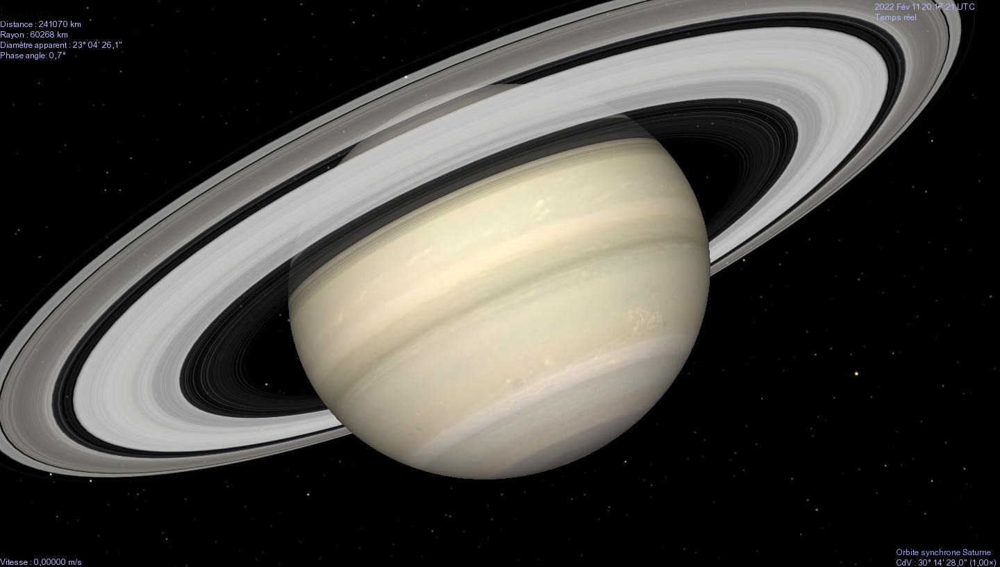 Distance : 241070 km
Rayon : 60268 km
Diamètre apparent : 23° 04' 26,1"
Phase angle: 0,7°
2022 Fév 11 20:17:21 UTC
Temps réel
Vitesse : 0,00000 m/s
Orbite synchrone Saturne
CdV : 30° 14' 28,0" (1,00×)